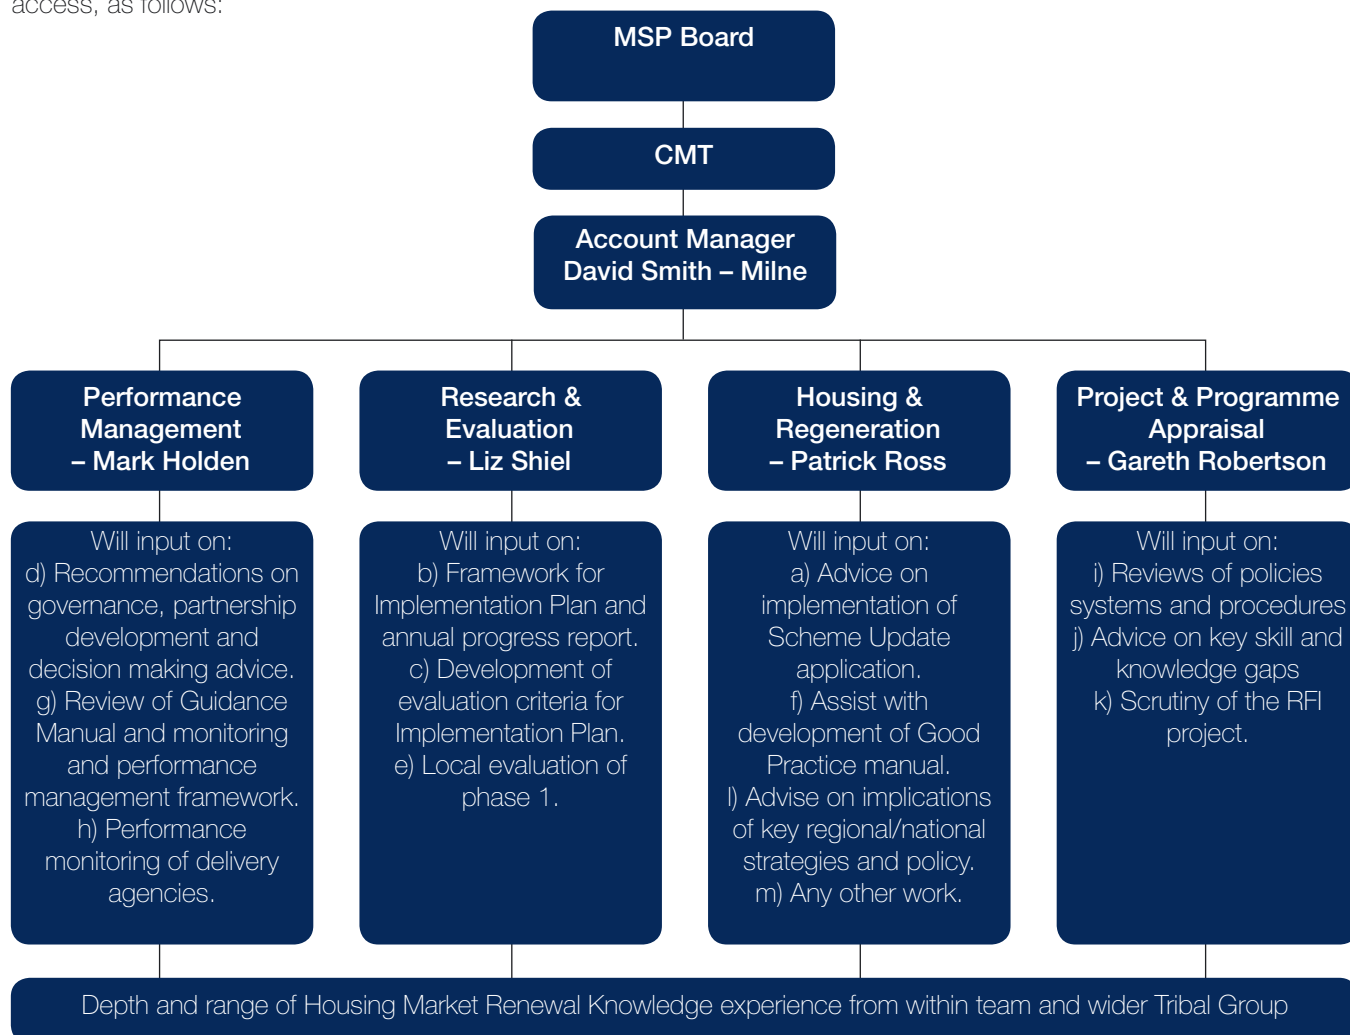 access, as follows:
MSP Board
CMT
Account Manager
David Smith – Milne
Performance
Management
– Mark Holden
Research &
Evaluation
– Liz Shiel
Housing &
Regeneration
– Patrick Ross
Project & Programme
Appraisal
– Gareth Robertson
Will input on:
d) Recommendations on
governance, partnership
development and
decision making advice.
g) Review of Guidance
Manual and monitoring
and performance
management framework.
h) Performance
monitoring of delivery
agencies.
Will input on:
b) Framework for
Implementation Plan and
annual progress report.
c) Development of
evaluation criteria for
Implementation Plan.
e) Local evaluation of
phase 1.
Will input on:
a) Advice on
implementation of
Scheme Update
application.
f) Assist with
development of Good
Practice manual.
l) Advise on implications
of key regional/national
strategies and policy.
m) Any other work.
Will input on:
i) Reviews of policies
systems and procedures
j) Advice on key skill and
knowledge gaps
k) Scrutiny of the RFI
project.
Depth and range of Housing Market Renewal Knowledge experience from within team and wider Tribal Group